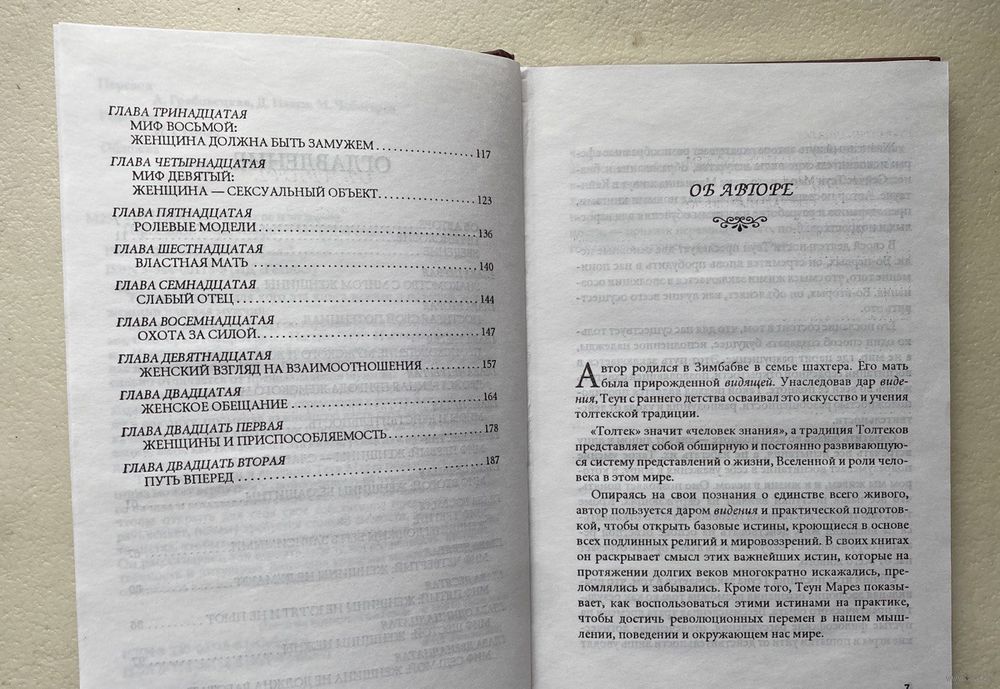 ГЛАВА ТРИНАДЦАТАЯ
МИФ ВОСЬМОЙ:
ЖЕНЩИНА ДОЛЖНА БЫТЬ ЗАМУЖЕМ ........................ 117
ГЛАВА ЧЕТЫРНАДЦАТАЯ
МИФ ДЕВЯТЫЙ:
ЖЕНЩИНА — СЕКСУАЛЬНЫЙ ОБЪЕКТ ........................ 123
ГЛАВА ПЯТНАДЦАТАЯ
РОЛЕВЫЕ МОДЕЛИ ........................ 136
ГЛАВА ШЕСТНАДЦАТАЯ
ВЛАСТНАЯ МАТЬ ........................ 140
ГЛАВА СЕМНАДЦАТАЯ
СЛАБЫЙ ОТЕЦ ........................ 144
ГЛАВА ВОСЕМНАДЦАТАЯ
ОХОТА ЗА СИЛОЙ ........................ 147
ГЛАВА ДЕВЯТНАДЦАТАЯ
ЖЕНСКИЙ ВЗГЛЯД НА ВЗАИМООТНОШЕНИЯ ........................ 157
ГЛАВА ДВАДЦАТАЯ
ЖЕНСКОЕ ОБЕЩАНИЕ ........................ 164
ГЛАВА ДВАДЦАТЬ ПЕРВАЯ
ЖЕНЩИНЫ И ПРИСПОСОБЛЯЕМОСТЬ ........................ 178
ГЛАВА ДВАДЦАТЬ ВТОРАЯ
ПУТЬ ВПЕРЕД ........................ 187
ОБ АВТОРЕ
Автор родился в Зимбабве в семье шахтера. Его мать
была прирожденной видящей. Унаследовав дар виде-
ния, Теун с раннего детства осваивал это искусство и учения
толтекской традиции.
«Толтек» значит “человек знания”, а традиция Толтеков
представляет собой обширную и постоянно развивающую-
ся систему представлений о жизни, Вселенной и роли чело-
века в этом мире.
Опираясь на свои познания о единстве всего живого,
автор пользуется даром видения и практической подготов-
кой, чтобы открыть базовые истины, кроющиеся в основе
всех подлинных религий и мировоззрений. В своих книгах
он раскрывает смысл этих важнейших истин, которые на
протяжении долгих веков многократно искажались, пре-
ломлялись и забывались. Кроме того, Теун Марез показы-
вает, как воспользоваться этими истинами на практике,
чтобы достичь революционных перемен в нашем мыш-
лении, поведении и окружающем нас мире.
7